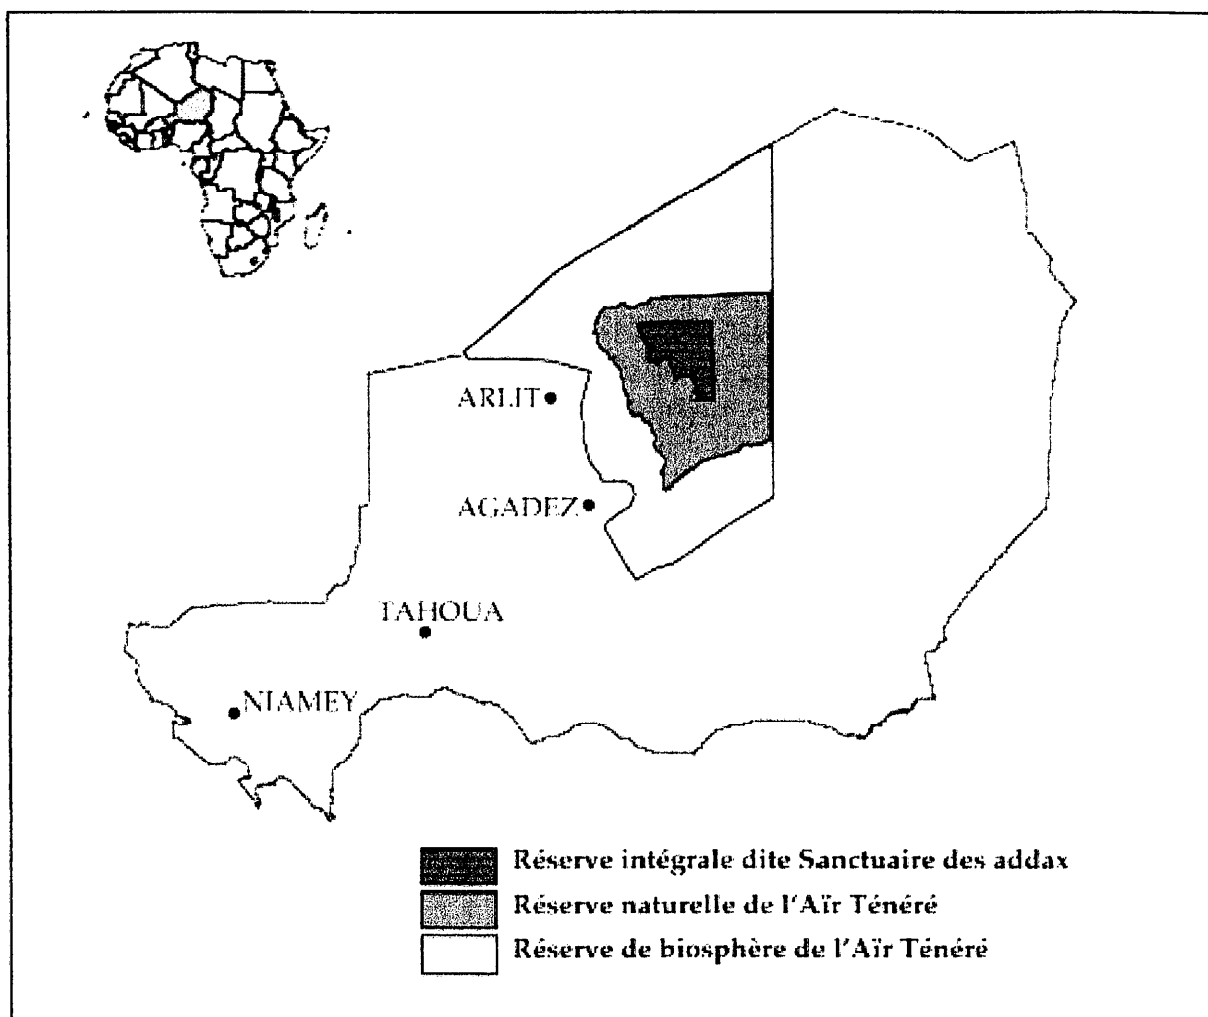 ARLIT
AGADEZ
TAHOUA
NIAMEY
Réserve intégrale dite Sanctuaire des addax
Réserve naturelle de l'Aïr Ténéré
Réserve de biosphère de l'Aïr Ténéré